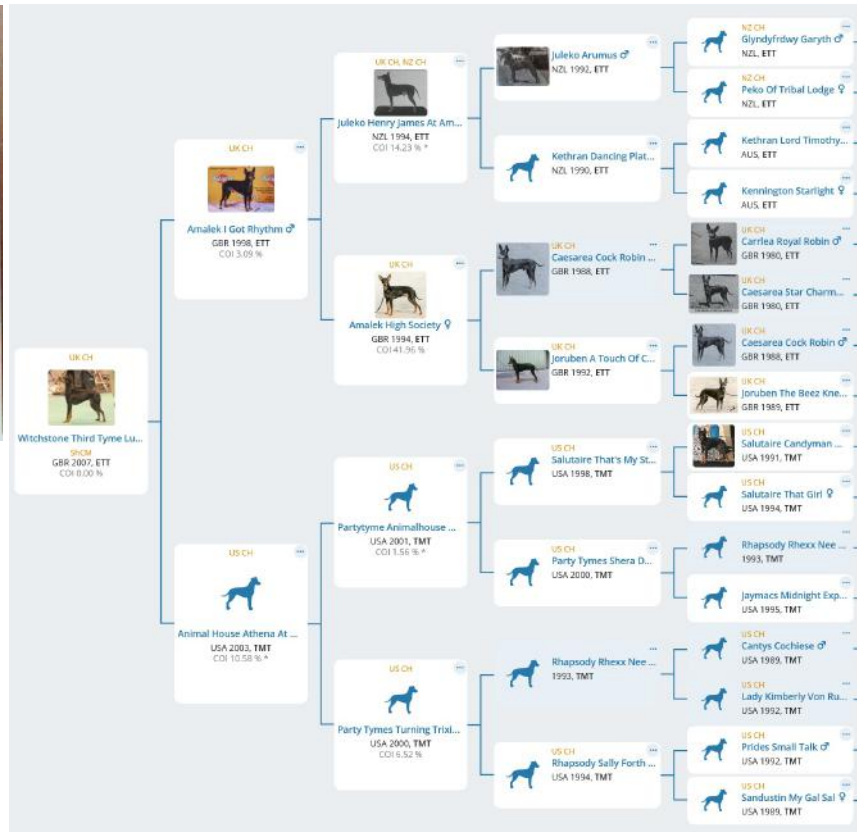 UK CH
Witchstone Third Tyme Lu...
ShCM
GBR 2007, ETT
COI 0.00 %
UK CH
Amalek I Got Rhythm ♂
GBR 1998, ETT
COI 3.09 %
US CH
Animal House Athena At ...
USA 2003, TMT
COI 10.58 % *
UK CH, NZ CH
Juleko Henry James At Am...
NZL 1994, ETT
COI 14.23 % *
UK CH
Amalek High Society ♀
GBR 1994, ETT
COI 41.96 %
US CH
Partytyme Animalhouse ...
USA 2001, TMT
COI 1.56 % *
US CH
Party Tymes Turning Trixi...
USA 2000, TMT
COI 6.52 %
Juleko Arumus ♂
NZL 1992, ETT
Kethran Dancing Plat...
NZL 1990, ETT
UK CH
Caesarea Cock Robin ...
GBR 1988, ETT
UK CH
Joruben A Touch Of C...
GBR 1992, ETT
US CH
Salutaire That's My St...
USA 1998, TMT
US CH
Party Tymes Shera D...
USA 2000, TMT
Rhapsody Rhexx Nee ...
1993, TMT
US CH
Rhapsody Sally Forth ...
USA 1994, TMT
NZ CH
Glyndyfrdwy Garyth ♂
NZL, ETT
NZ CH
Peko Of Tribal Lodge ♀
NZL, ETT
Kethran Lord Timothy...
AUS, ETT
Kennington Starlight ♀
AUS, ETT
UK CH
Carrlea Royal Robin ♂
GBR 1980, ETT
UK CH
Caesarea Star Charm...
GBR 1980, ETT
UK CH
Caesarea Cock Robin ♂
GBR 1988, ETT
UK CH
Joruben The Beez Kne...
GBR 1989, ETT
US CH
Salutaire Candyman ...
USA 1991, TMT
US CH
Salutaire That Girl ♀
USA 1994, TMT
Rhapsody Rhexx Nee ...
1993, TMT
Jaymacs Midnight Exp...
USA 1995, TMT
US CH
Cantys Cochiese ♂
USA 1989, TMT
US CH
Lady Kimberly Von Ru...
USA 1992, TMT
US CH
Prides Small Talk ♂
USA 1992, TMT
US CH
Sandustin My Gal Sal ♀
USA 1989, TMT